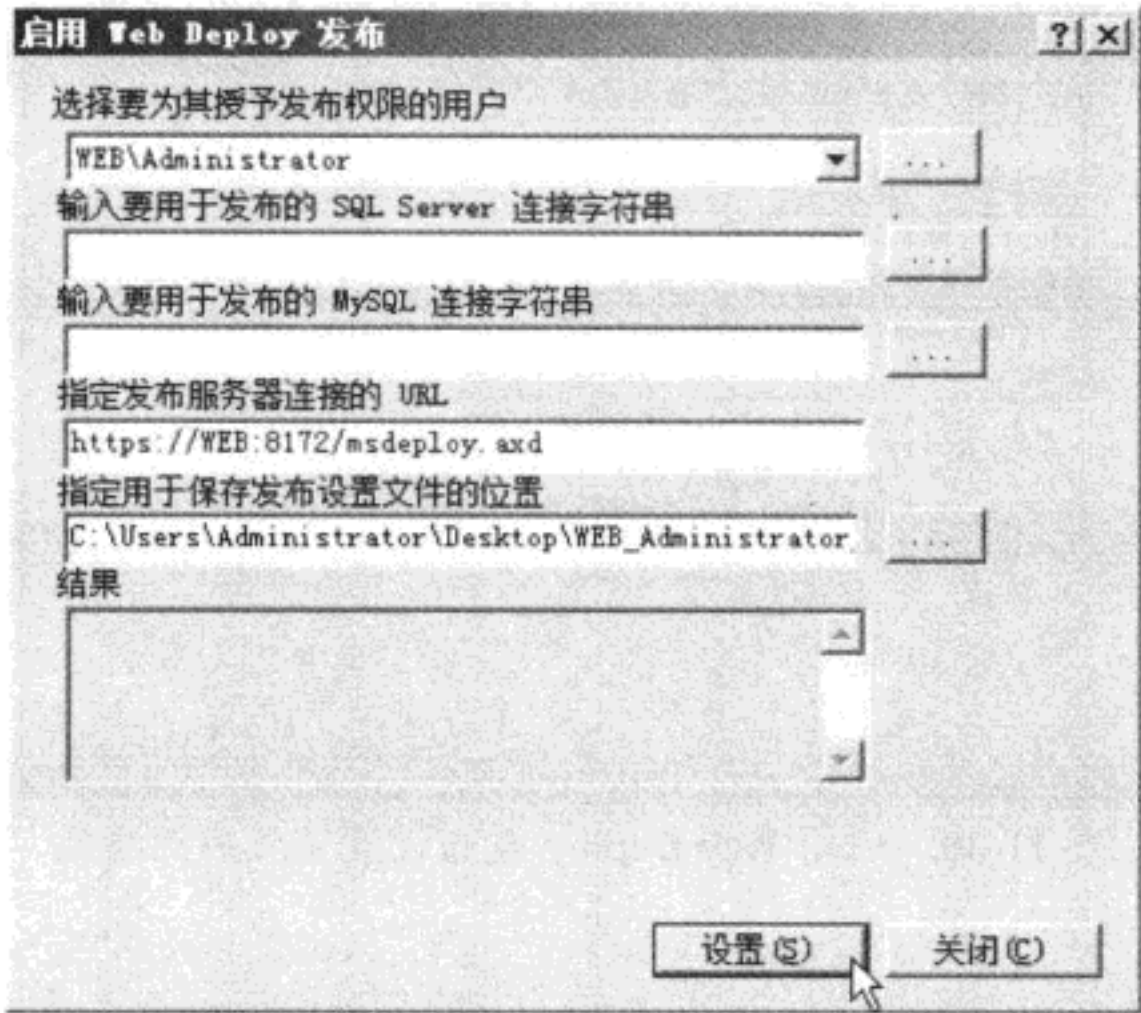 启用 Web Deploy 发布
选择要为其授予发布权限的用户
WEB\Administrator
...
输入要用于发布的 SQL Server 连接字符串
...
输入要用于发布的 MySQL 连接字符串
...
指定发布服务器连接的 URL
https://WEB:8172/msdeploy.axd
指定用于保存发布设置文件的位置
C:\Users\Administrator\Desktop\WEB_Administrator_
...
结果
设置(S)
关闭(C)